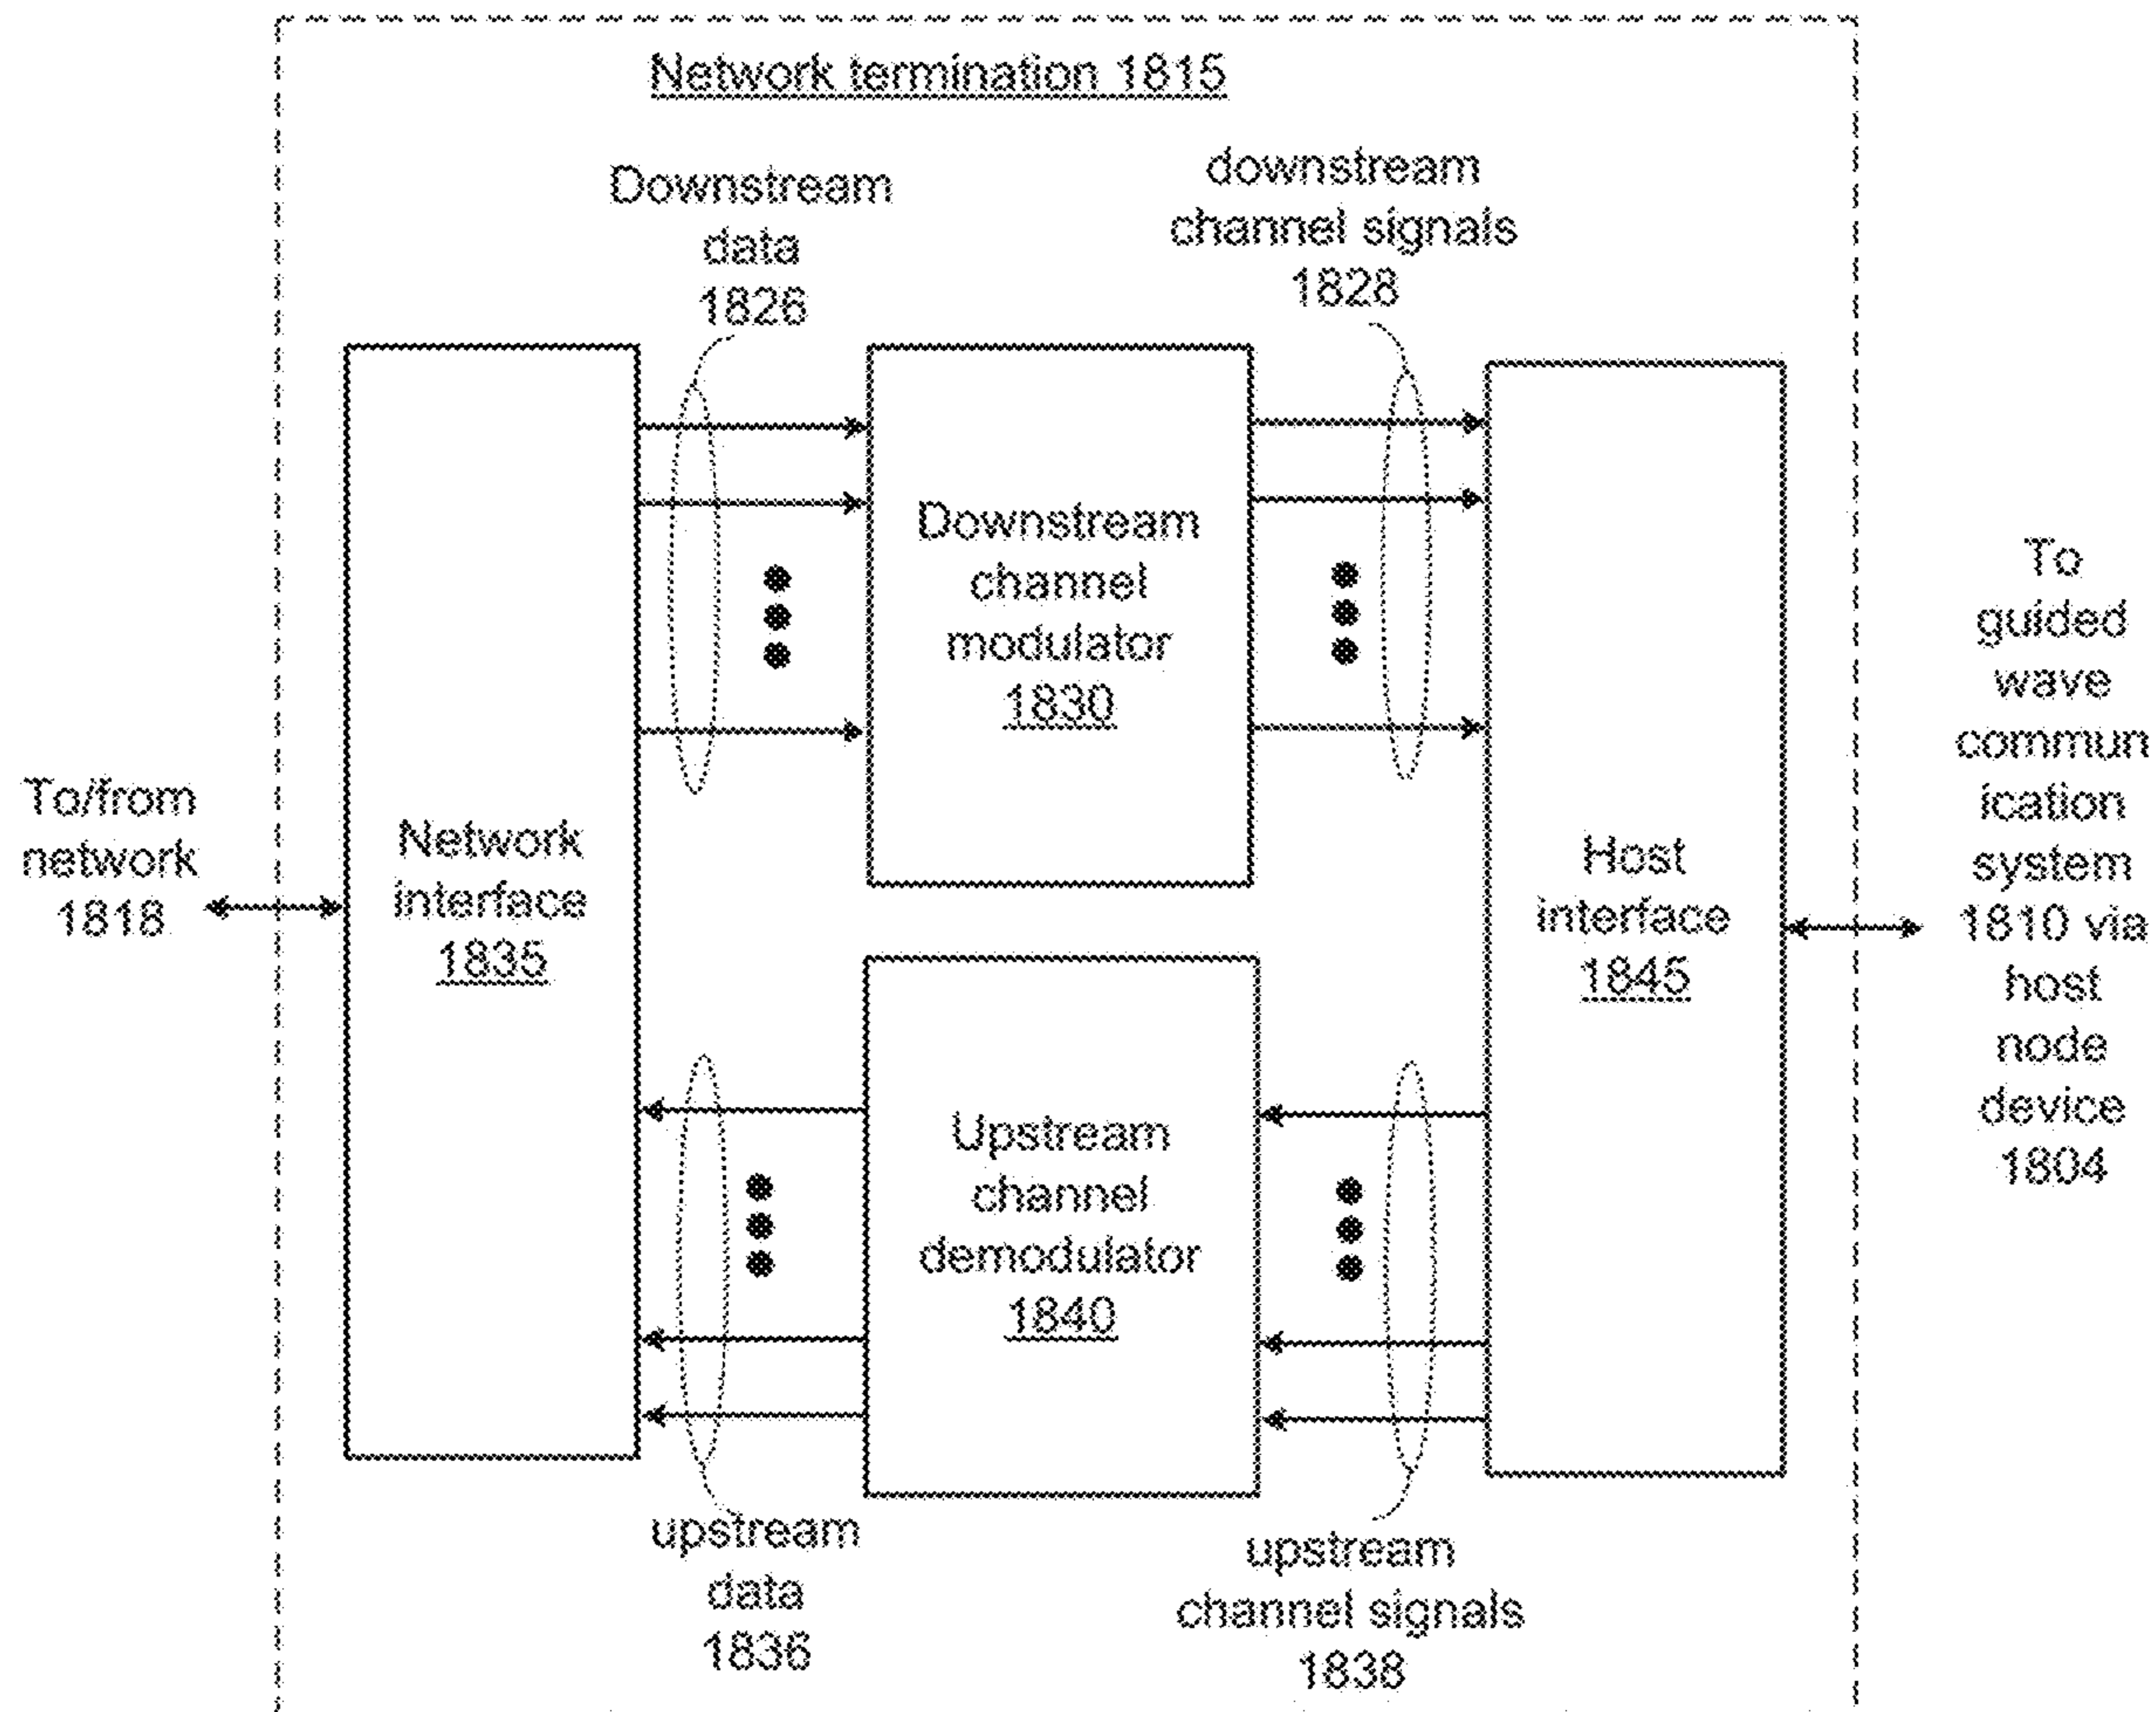 Network termination 1815
Downstream
data
1826
downstream
channel signals
1828
Downstream
channel
modulator
1830
To/from
network
1818
Network
interface
1835
Host
interface
1845
To
guided
wave
commun
ication
system
1810 via
host
node
device
1804
Upstream
channel
demodulator
1840
upstream
data
1836
upstream
channel signals
1838